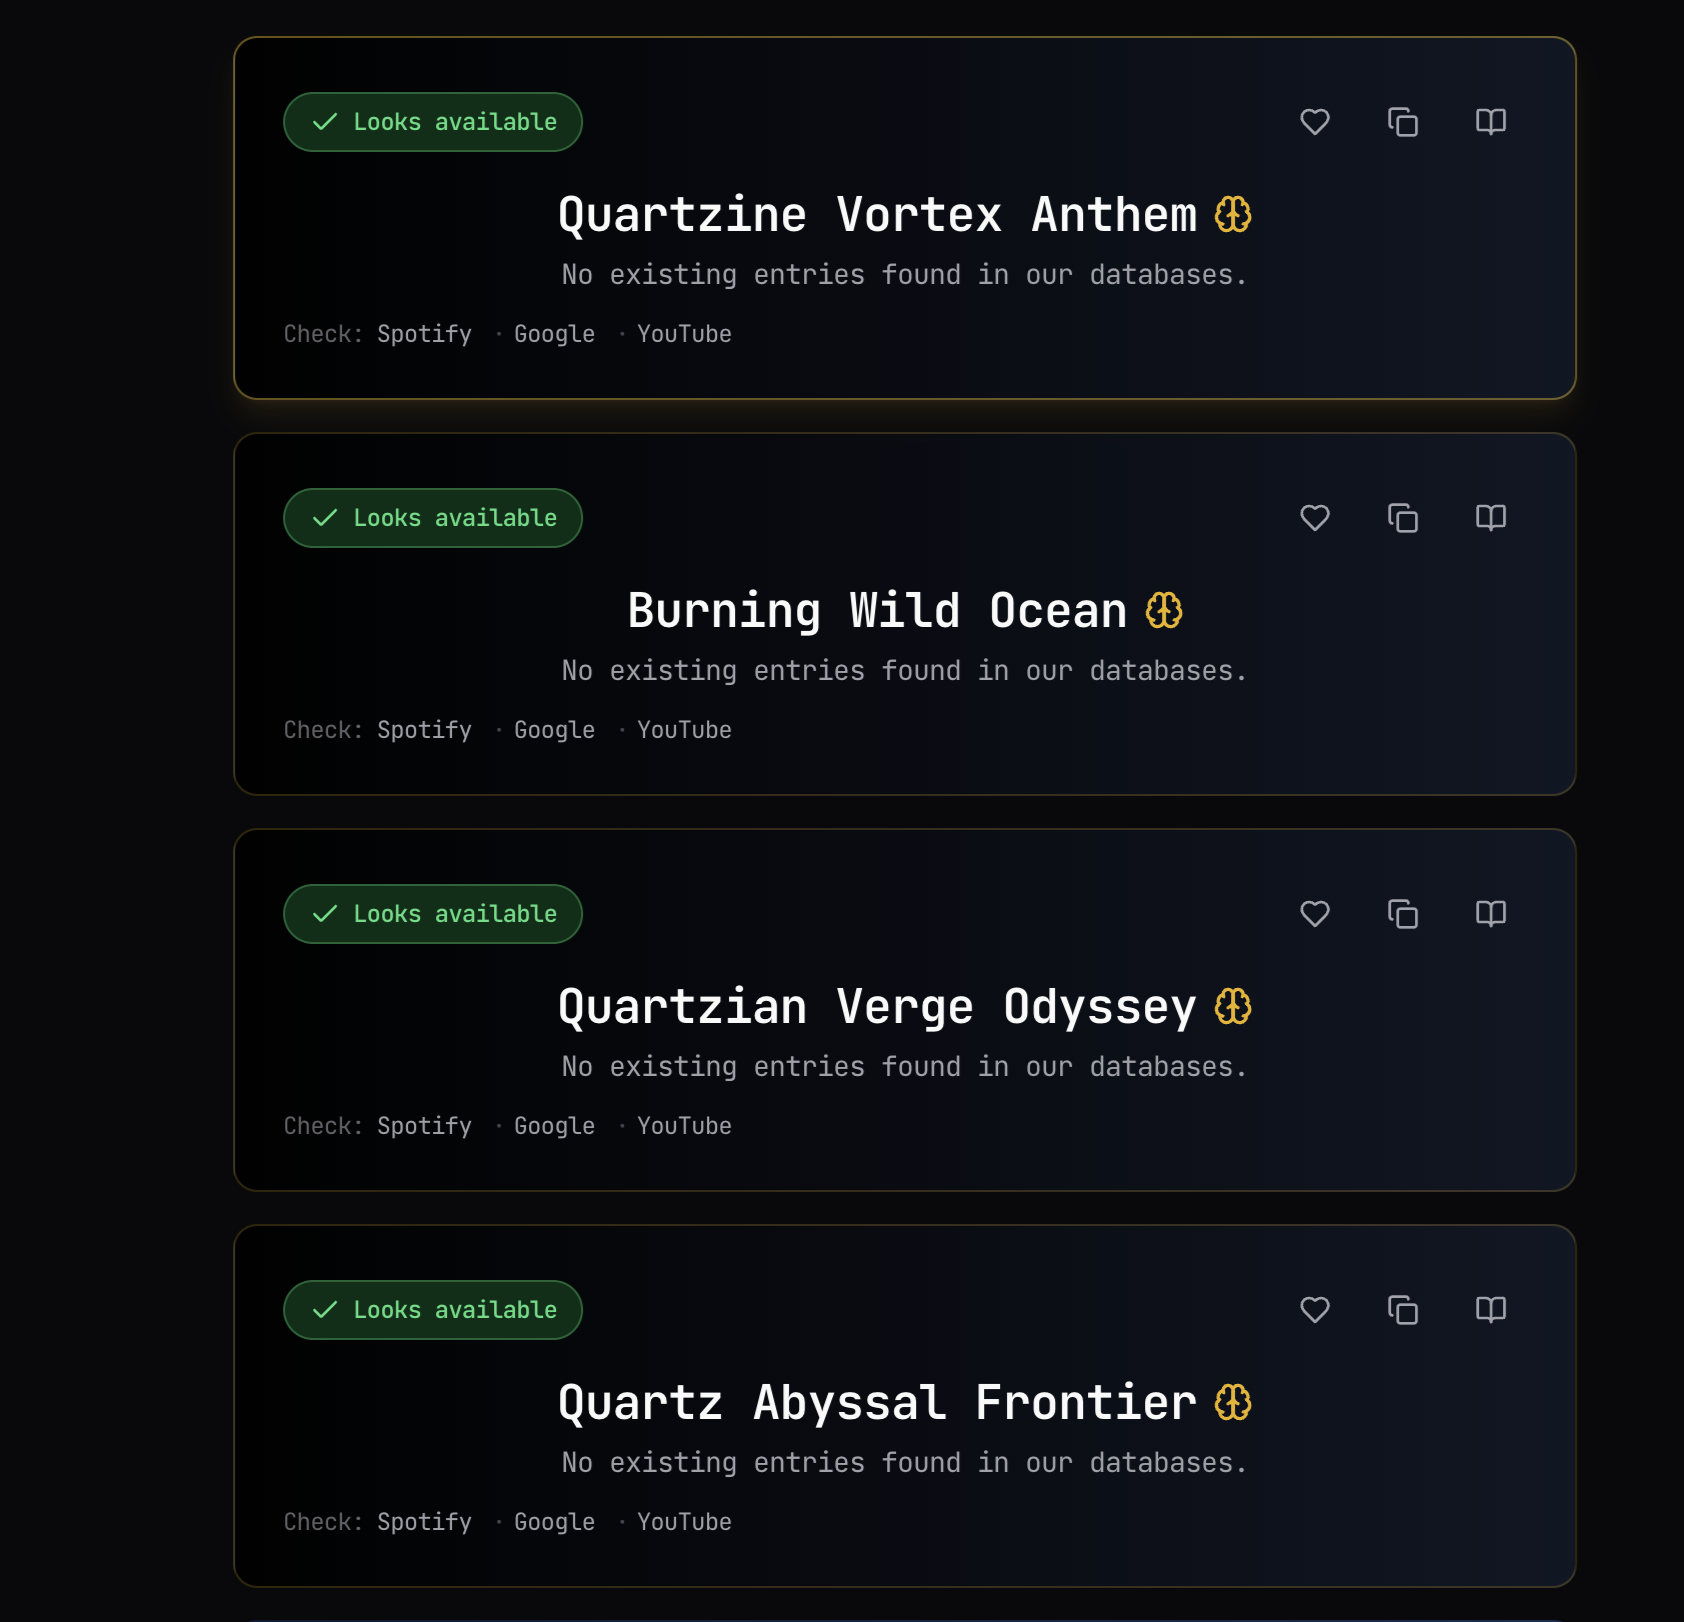 Looks available
Quartzine Vortex Anthem
No existing entries found in our databases.
Check: Spotify · Google · YouTube
Looks available
Burning Wild Ocean
No existing entries found in our databases.
Check: Spotify · Google · YouTube
Looks available
Quartzian Verge Odyssey
No existing entries found in our databases.
Check: Spotify · Google · YouTube
Looks available
Quartz Abyssal Frontier
No existing entries found in our databases.
Check: Spotify · Google · YouTube